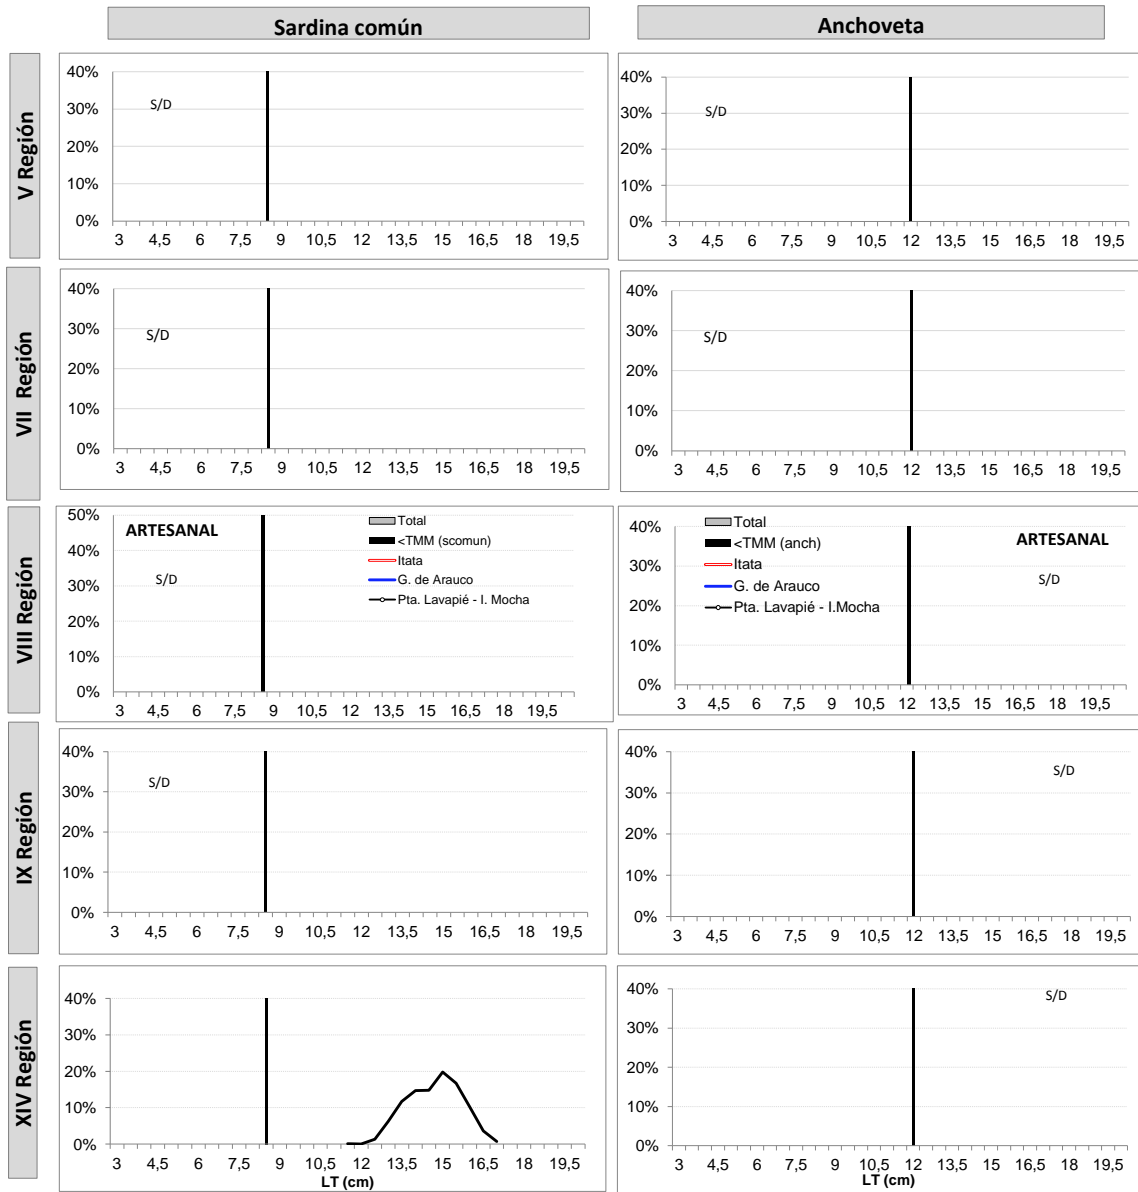 Sardina común
Anchoveta
V Región
40%
30%
20%
10%
0%
S/D
3 4,5 6 7,5 9 10,5 12 13,5 15 16,5 18 19,5
40%
30%
20%
10%
0%
S/D
3 4,5 6 7,5 9 10,5 12 13,5 15 16,5 18 19,5
VII Región
40%
30%
20%
10%
0%
S/D
3 4,5 6 7,5 9 10,5 12 13,5 15 16,5 18 19,5
40%
30%
20%
10%
0%
S/D
3 4,5 6 7,5 9 10,5 12 13,5 15 16,5 18 19,5
VIII Región
50%
40%
30%
20%
10%
0%
ARTESANAL
S/D
Total
<TMM (scomun)
Itata
G. de Arauco
Pta. Lavapié - I.Mocha
3 4,5 6 7,5 9 10,5 12 13,5 15 16,5 18 19,5
40%
30%
20%
10%
0%
Total
<TMM (anch)
Itata
G. de Arauco
Pta. Lavapié - I.Mocha
ARTESANAL
S/D
3 4,5 6 7,5 9 10,5 12 13,5 15 16,5 18 19,5
IX Región
40%
30%
20%
10%
0%
S/D
3 4,5 6 7,5 9 10,5 12 13,5 15 16,5 18 19,5
40%
30%
20%
10%
0%
S/D
3 4,5 6 7,5 9 10,5 12 13,5 15 16,5 18 19,5
XIV Región
40%
30%
20%
10%
0%
3 4,5 6 7,5 9 10,5 12 13,5 15 16,5 18 19,5
LT (cm)
40%
30%
20%
10%
0%
S/D
3 4,5 6 7,5 9 10,5 12 13,5 15 16,5 18 19,5
LT (cm)